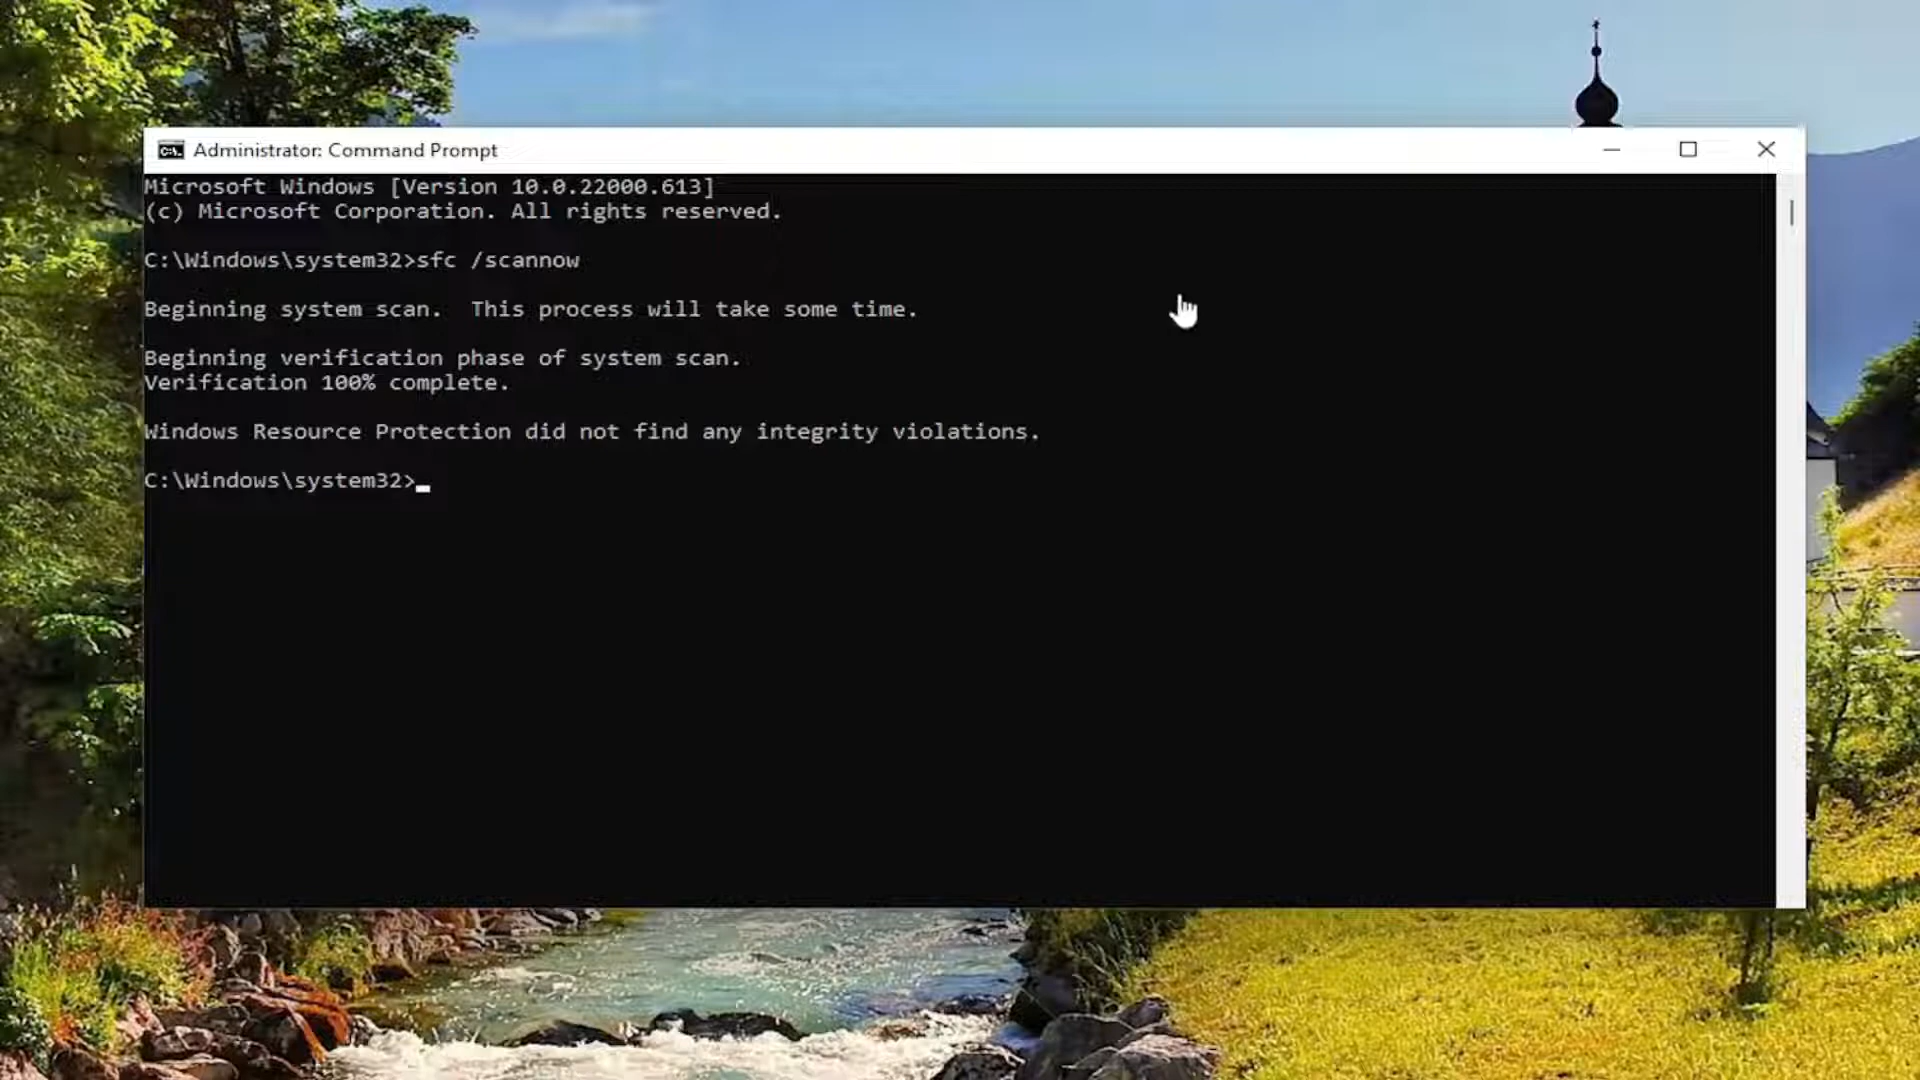 Administrator: Command Prompt
Microsoft Windows [Version 10.0.22000.613]
(c) Microsoft Corporation. All rights reserved.
C:\Windows\system32>sfc /scannow
Beginning system scan.  This process will take some time.
Beginning verification phase of system scan.
Verification 100% complete.
Windows Resource Protection did not find any integrity violations.
C:\Windows\system32>